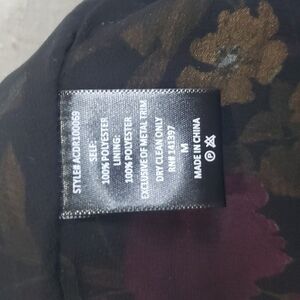 STYLE# ACDR100069
SELF:
100% POLYESTER
LINING:
100% POLYESTER
EXCLUSIVE OF METAL TRIM
DRY CLEAN ONLY
RN# 141397
M
MADE IN CHINA